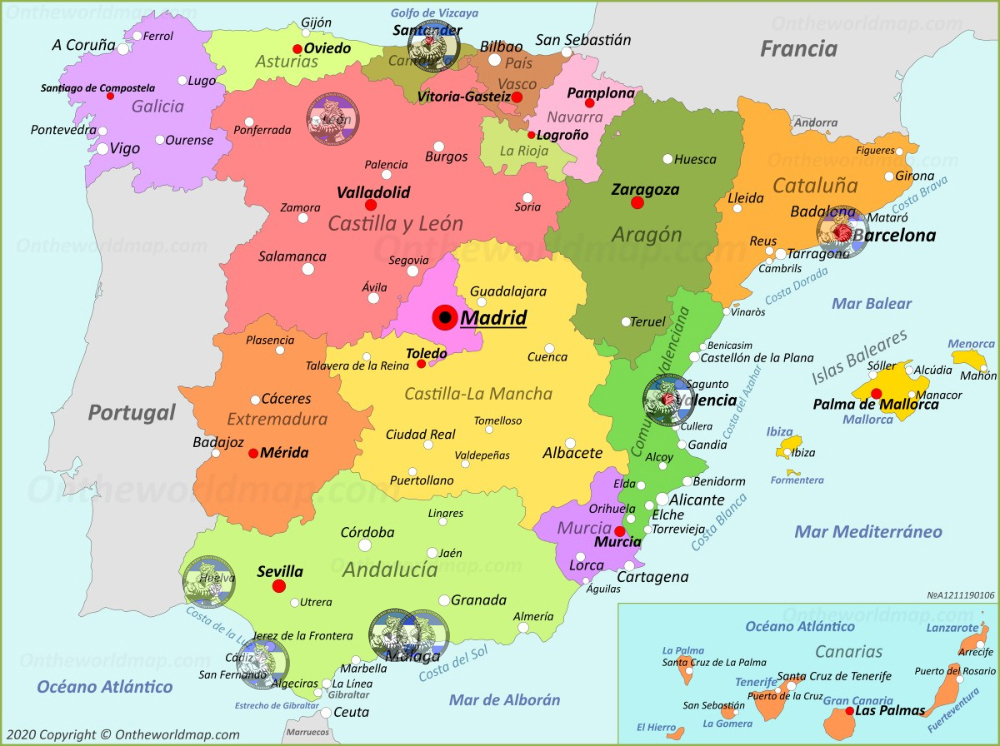 Golfo de Vizcaya
Ontheworldmap.com
Gijón
Santander
Ferrol
A Coruña
San Sebastián
Bilbao
Oviedo
Francia
Asturias
País
Vasco
Lugo
Santiago de Compostela
Vitoria-Gasteiz
Pamplona
Galicia
Navarra
León
Andorra
Ponferrada
Pontevedra
Logroño
Ourense
Vigo
La Rioja
Figueres
Burgos
Huesca
Ontheworldmap.com
Palencia
Girona
Valladolid
Zaragoza
Cataluña
Costa Brava
Lleida
Zamora
Soria
Badalona
Mataró
Castilla y León
Aragón
Barcelona
Reus
Ontheworldmap.com
Ontheworldmap.com
Tarragona
Salamanca
Segovia
Cambrils
Costa Dorada
Ávila
Guadalajara
Mar Balear
Vinaròs
Madrid
Teruel
Comunidad Valenciana
Plasencia
Islas Baleares
Menorca
Benicasim
Toledo
Cuenca
Castellón de la Plana
Talavera de la Reina
Sóller
Alcúdia
Mahón
Sagunto
Castilla-La Mancha
Manacor
Cáceres
Valencia
Costa del Azahar
Palma de Mallorca
Portugal
Extremadura
Mallorca
Tomelloso
Cullera
Ciudad Real
Ibiza
Badajoz
Gandia
Mérida
Albacete
Ibiza
Valdepeñas
Alcoy
Puertollano
Formentera
Elda
Benidorm
Ontheworldmap.com
Alicante
Orihuela
Linares
Elche
Murcia
Torrevieja
Costa Blanca
Mar Mediterráneo
Córdoba
Murcia
Jaén
Lorca
Andalucía
Cartagena
Sevilla
Huelva
Águilas
№A1211190106
Utrera
Granada
Costa de la Luz
Almería
Ontheworldmap.com
Océano Atlántico
Lanzarote
Jerez de la Frontera
Canarias
Arrecife
Cádiz
Málaga
Costa del Sol
La Palma
Santa Cruz de La Palma
Marbella
San Fernando
Puerto del Rosario
Santa Cruz de Tenerife
Tenerife
Algeciras
La Línea
Océano Atlántico
Puerto de la Cruz
Gibraltar
Mar de Alborán
Gran Canaria
Fuerteventura
San Sebastián
Las Palmas
Estrecho de Gibraltar
Ceuta
La Gomera
El Hierro
Marruecos
2020 Copyright © Ontheworldmap.com